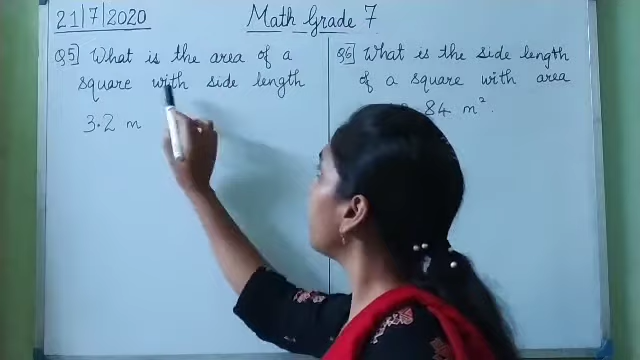 21/7/2020
Math Grade 7
Q5] What is the area of a
square with side length
3.2 m
Q6] What is the side length
of a square with area
84 m².